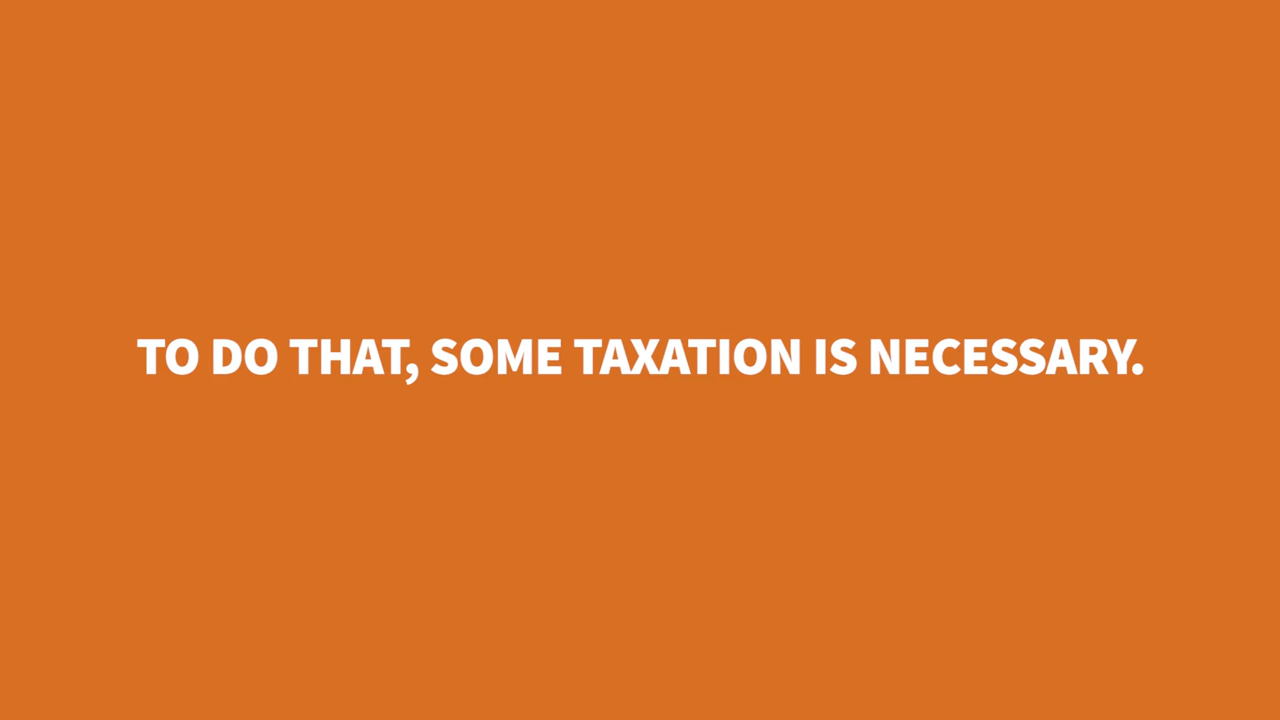 TO DO THAT, SOME TAXATION IS NECESSARY.